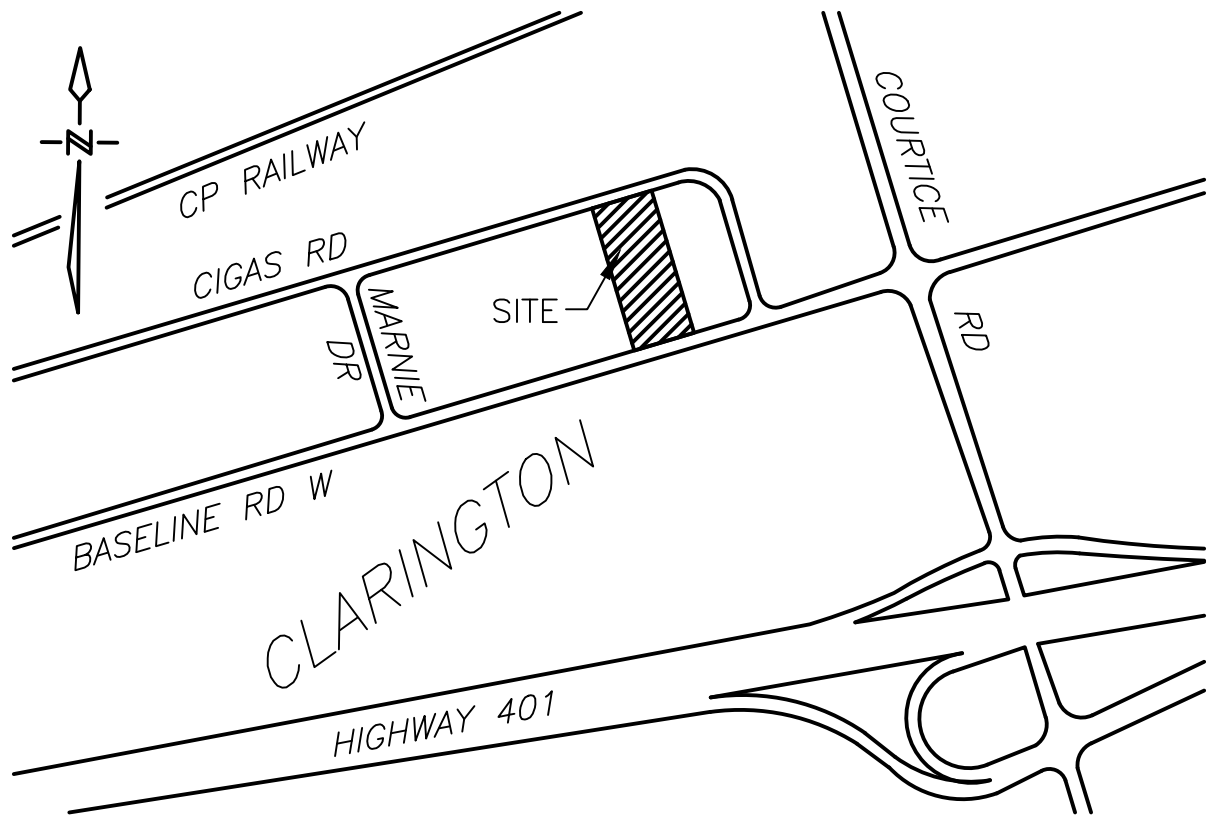 N
CP RAILWAY
COURTICE
CIGAS RD
MARNIE
DR
SITE
RD
BASELINE RD W
CLARINGTON
HIGHWAY 401